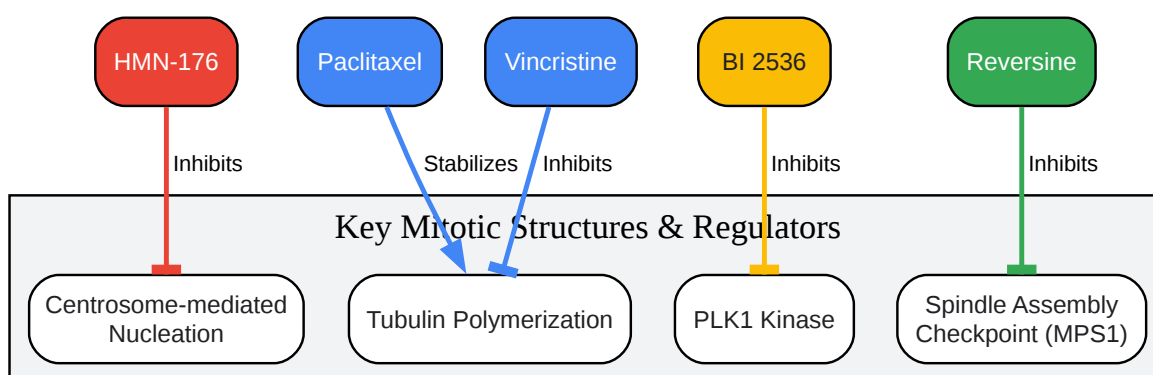 HMN-176
Paclitaxel
Vincristine
BI 2536
Reversine
Inhibits
Stabilizes
Inhibits
Inhibits
Inhibits
Key Mitotic Structures & Regulators
Centrosome-mediated
Nucleation
Tubulin Polymerization
PLK1 Kinase
Spindle Assembly
Checkpoint (MPS1)